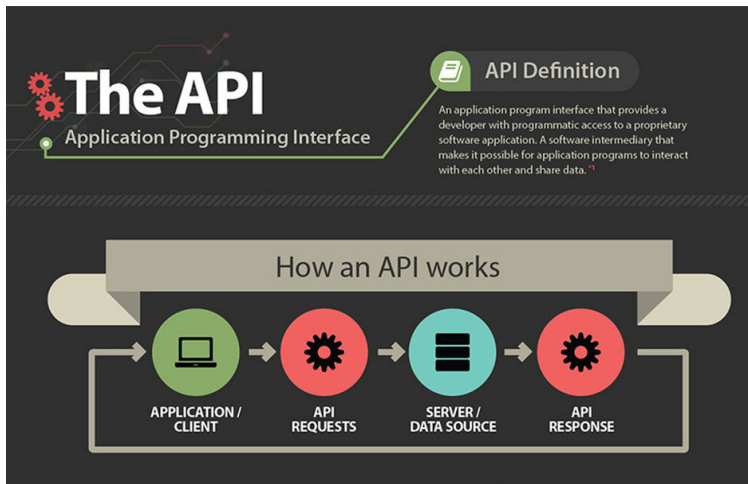 The API
Application Programming Interface
API Definition
An application program interface that provides a
developer with programmatic access to a proprietary
software application. A software intermediary that
makes it possible for application programs to interact
with each other and share data. *1
How an API works
APPLICATION /
CLIENT
API
REQUESTS
SERVER /
DATA SOURCE
API
RESPONSE